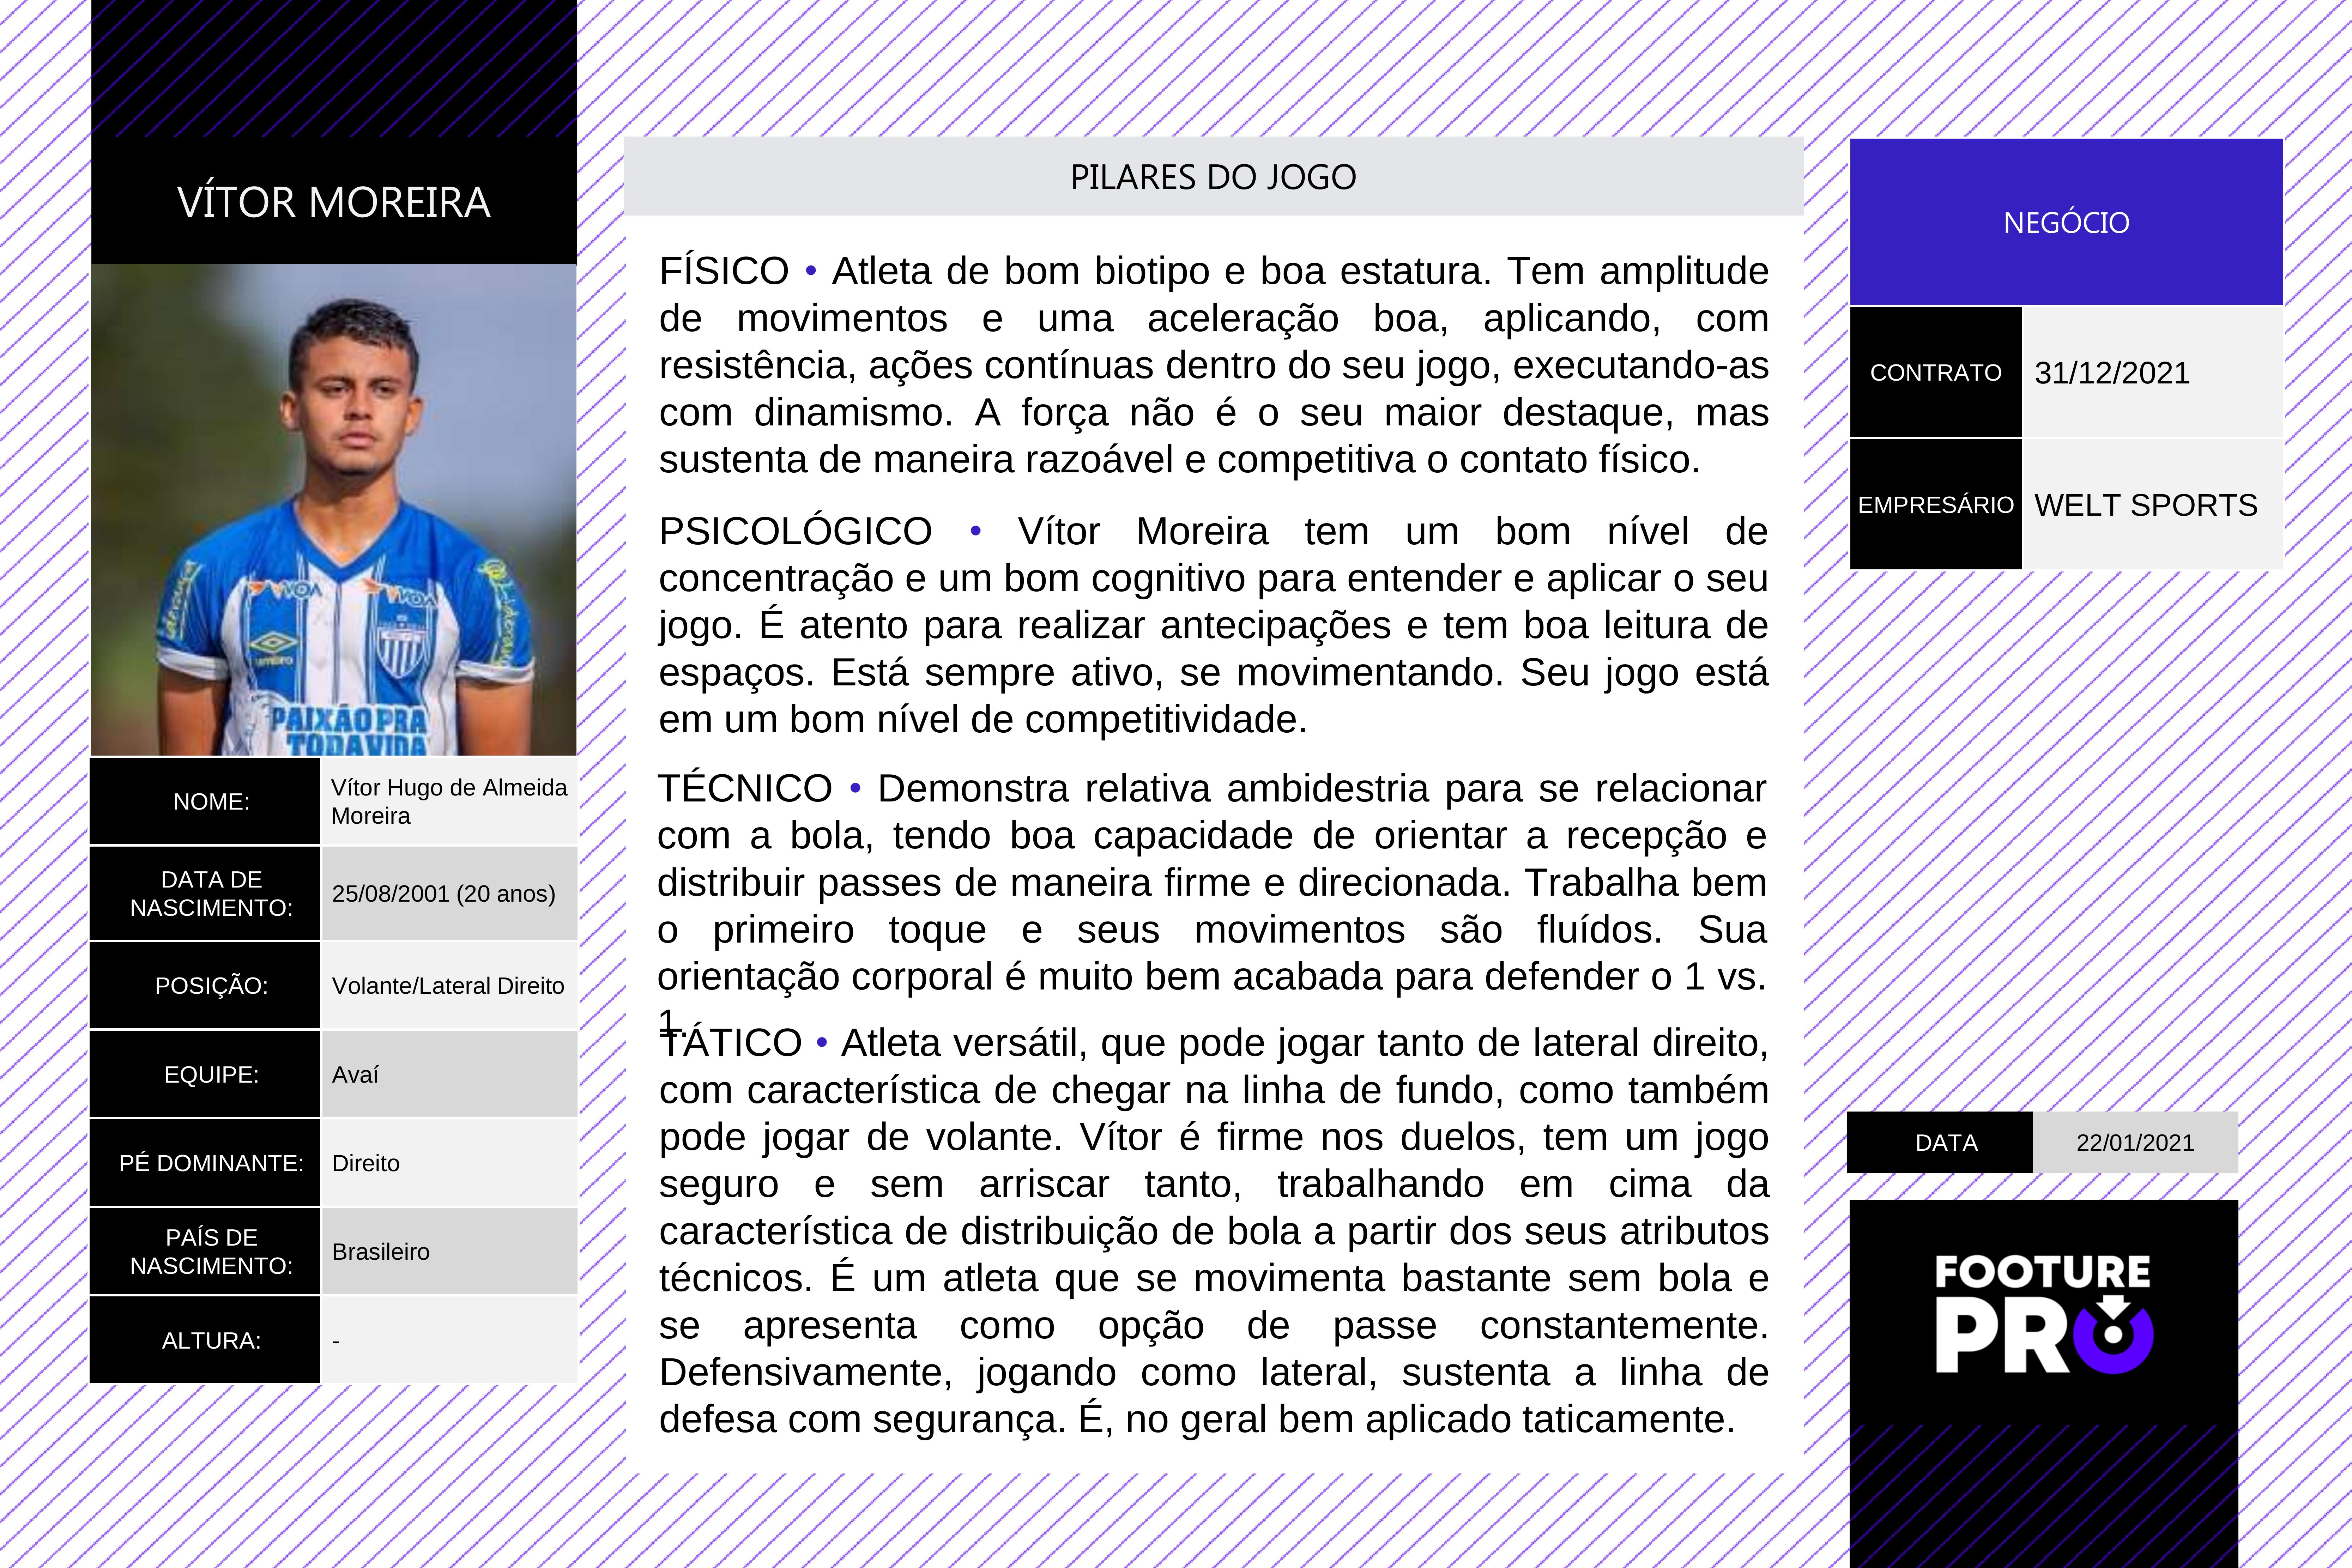 VÍTOR MOREIRA
VOA
VOA
umbro
PAIXÃO PRA
TODA VIDA
NOME:
Vítor Hugo de Almeida
Moreira
DATA DE
NASCIMENTO:
25/08/2001 (20 anos)
POSIÇÃO:
Volante/Lateral Direito
EQUIPE:
Avaí
PÉ DOMINANTE:
Direito
PAÍS DE
NASCIMENTO:
Brasileiro
ALTURA:
-
PILARES DO JOGO
FÍSICO • Atleta de bom biotipo e boa estatura. Tem amplitude
de movimentos e uma aceleração boa, aplicando, com
resistência, ações contínuas dentro do seu jogo, executando-as
com dinamismo. A força não é o seu maior destaque, mas
sustenta de maneira razoável e competitiva o contato físico.
PSICOLÓGICO • Vítor Moreira tem um bom nível de
concentração e um bom cognitivo para entender e aplicar o seu
jogo. É atento para realizar antecipações e tem boa leitura de
espaços. Está sempre ativo, se movimentando. Seu jogo está
em um bom nível de competitividade.
TÉCNICO • Demonstra relativa ambidestria para se relacionar
com a bola, tendo boa capacidade de orientar a recepção e
distribuir passes de maneira firme e direcionada. Trabalha bem
o primeiro toque e seus movimentos são fluídos. Sua
orientação corporal é muito bem acabada para defender o 1 vs.
1.
TÁTICO • Atleta versátil, que pode jogar tanto de lateral direito,
com característica de chegar na linha de fundo, como também
pode jogar de volante. Vítor é firme nos duelos, tem um jogo
seguro e sem arriscar tanto, trabalhando em cima da
característica de distribuição de bola a partir dos seus atributos
técnicos. É um atleta que se movimenta bastante sem bola e
se apresenta como opção de passe constantemente.
Defensivamente, jogando como lateral, sustenta a linha de
defesa com segurança. É, no geral bem aplicado taticamente.
NEGÓCIO
CONTRATO
31/12/2021
EMPRESÁRIO
WELT SPORTS
DATA
22/01/2021
FOOTURE
PRO